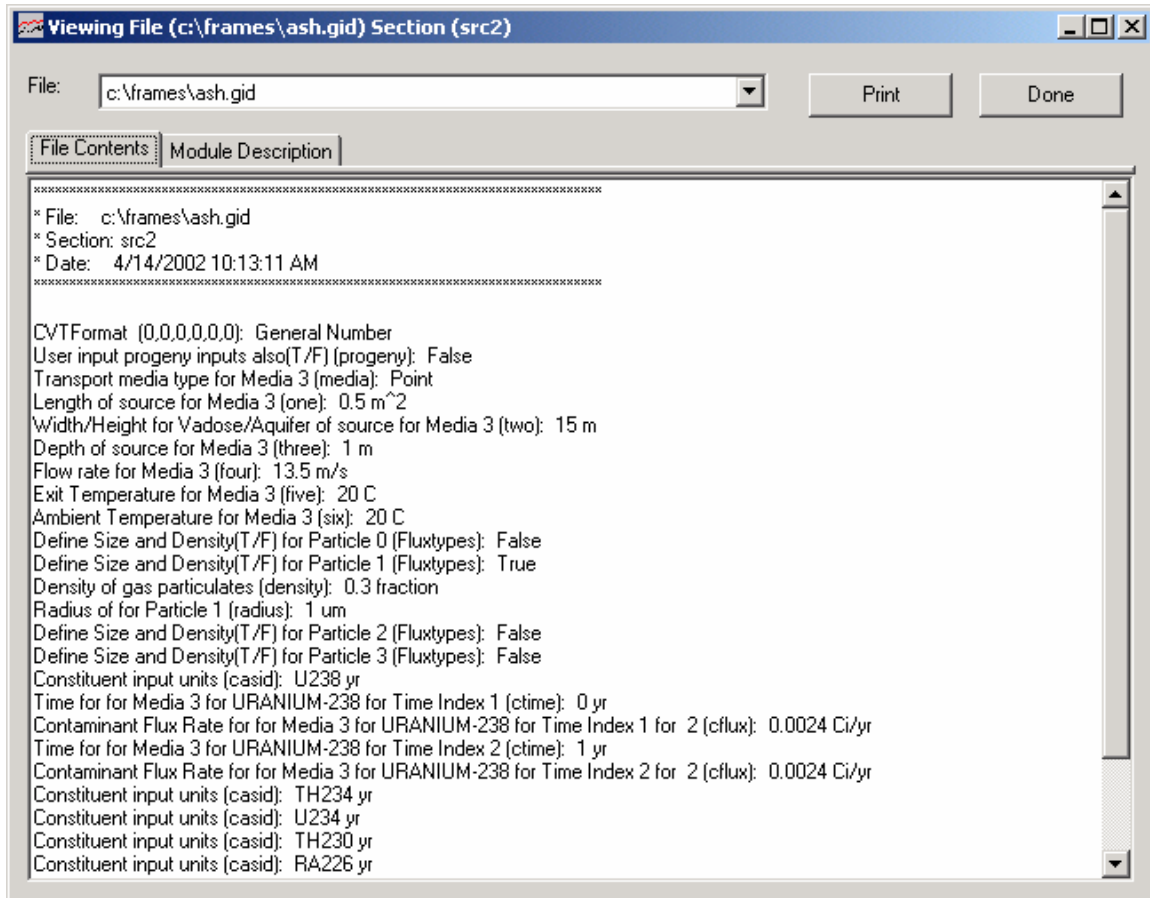 Viewing File (c:\frames\ash.gid) Section (src2)
File: c:\frames\ash.gid Print Done
File Contents Module Description
******************************************************************************
* File: c:\frames\ash.gid
* Section: src2
* Date: 4/14/2002 10:13:11 AM
******************************************************************************
CVTFormat (0,0,0,0,0,0): General Number
User input progeny inputs also(T/F) (progeny): False
Transport media type for Media 3 (media): Point
Length of source for Media 3 (one): 0.5 m^2
Width/Height for Vadose/Aquifer of source for Media 3 (two): 15 m
Depth of source for Media 3 (three): 1 m
Flow rate for Media 3 (four): 13.5 m/s
Exit Temperature for Media 3 (five): 20 C
Ambient Temperature for Media 3 (six): 20 C
Define Size and Density(T/F) for Particle 0 (Fluxtypes): False
Define Size and Density(T/F) for Particle 1 (Fluxtypes): True
Density of gas particulates (density): 0.3 fraction
Radius of for Particle 1 (radius): 1 um
Define Size and Density(T/F) for Particle 2 (Fluxtypes): False
Define Size and Density(T/F) for Particle 3 (Fluxtypes): False
Constituent input units (casid): U238 yr
Time for for Media 3 for URANIUM-238 for Time Index 1 (ctime): 0 yr
Contaminant Flux Rate for for Media 3 for URANIUM-238 for Time Index 1 for 2 (cflux): 0.0024 Ci/yr
Time for for Media 3 for URANIUM-238 for Time Index 2 (ctime): 1 yr
Contaminant Flux Rate for for Media 3 for URANIUM-238 for Time Index 2 for 2 (cflux): 0.0024 Ci/yr
Constituent input units (casid): TH234 yr
Constituent input units (casid): U234 yr
Constituent input units (casid): TH230 yr
Constituent input units (casid): RA226 yr